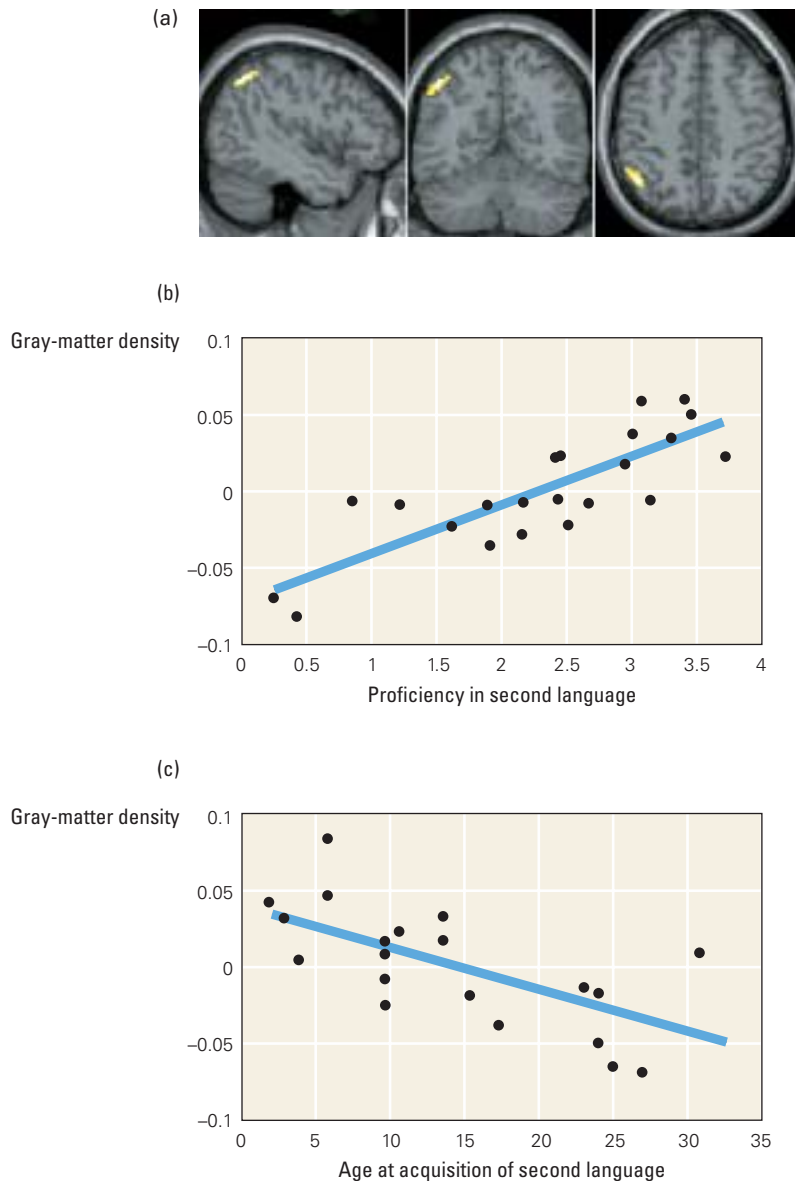 (a)
(b)
Gray-matter density
0.1
0.05
0
–0.05
–0.1
0 0.5 1 1.5 2 2.5 3 3.5 4
Proficiency in second language
(c)
Gray-matter density
0.1
0.05
0
–0.05
–0.1
0 5 10 15 20 25 30 35
Age at acquisition of second language